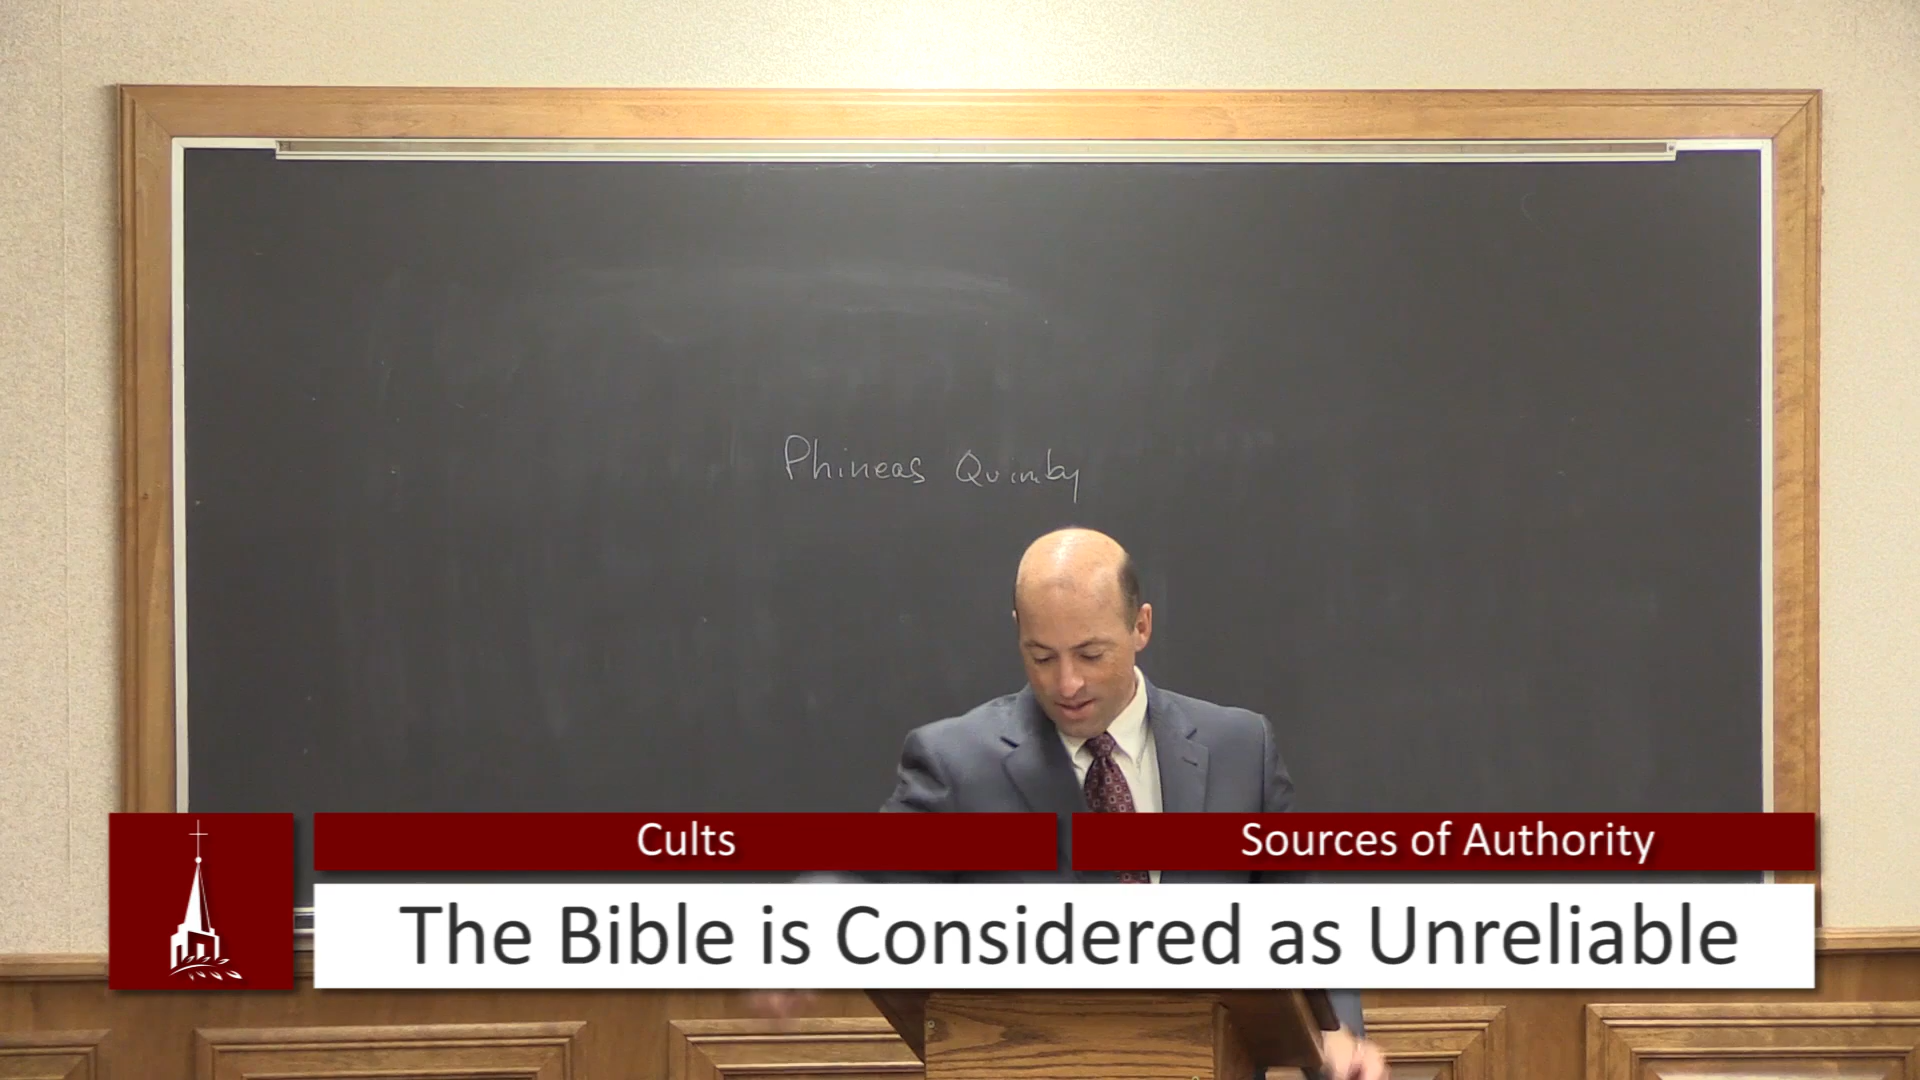 Phineas Quimby
Cults
Sources of Authority
The Bible is Considered as Unreliable